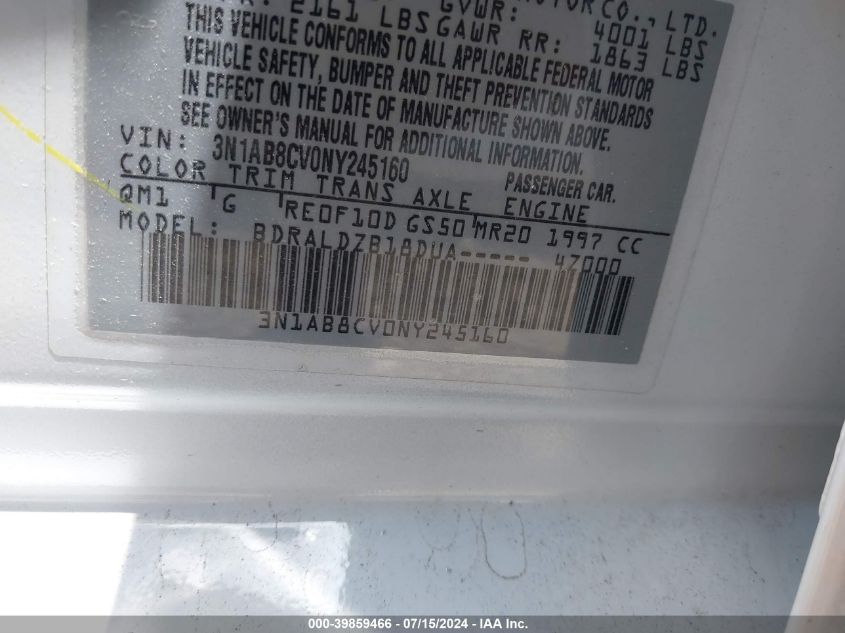 MOTOR CO., LTD.
2161 LBS GVWR: 4001 LBS
GAWR RR: 1863 LBS
THIS VEHICLE CONFORMS TO ALL APPLICABLE FEDERAL MOTOR
VEHICLE SAFETY, BUMPER AND THEFT PREVENTION STANDARDS
IN EFFECT ON THE DATE OF MANUFACTURE SHOWN ABOVE.
SEE OWNER'S MANUAL FOR ADDITIONAL INFORMATION.
VIN: 3N1AB8CV0NY245160 PASSENGER CAR.
COLOR TRIM TRANS AXLE ENGINE
QM1 G RE0F10D GS50 MR20 1997 CC
MODEL: BDRALDZB18DUA----- 47000
3N1AB8CV0NY245160
000-39859466 - 07/15/2024 - IAA Inc.